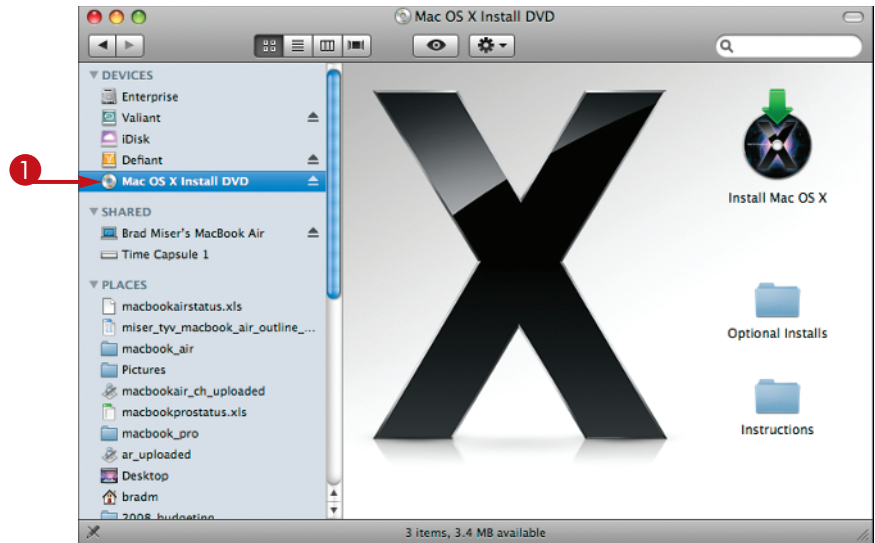 Mac OS X Install DVD
DEVICES
Enterprise
Valiant
iDisk
Defiant
1
Mac OS X Install DVD
SHARED
Brad Miser's MacBook Air
Time Capsule 1
PLACES
macbookairstatus.xls
miser_tyv_macbook_air_outline_...
macbook_air
Pictures
macbookair_ch_uploaded
macbookprostatus.xls
macbook_pro
ar_uploaded
Desktop
bradm
2008_budgeting
X
Install Mac OS X
Optional Installs
Instructions
3 items, 3.4 MB available